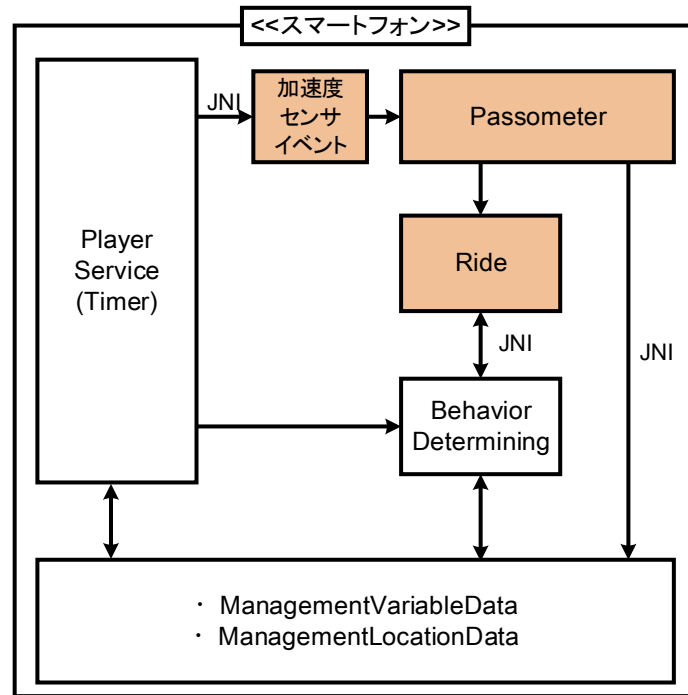 <<スマートフォン>>
JNI
加速度
センサ
イベント
Passometer
Player
Service
(Timer)
Ride
JNI
JNI
Behavior
Determining
・ ManagementVariableData
・ ManagementLocationData